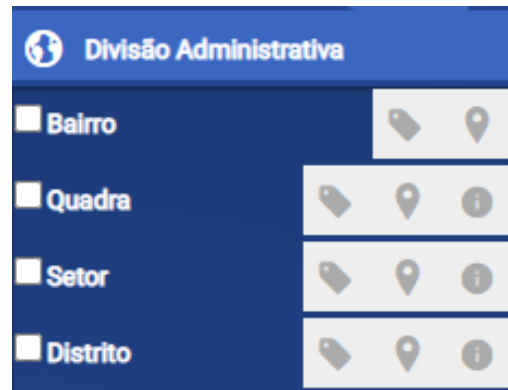 Divisão Administrativa
Bairro
Quadra
Setor
Distrito